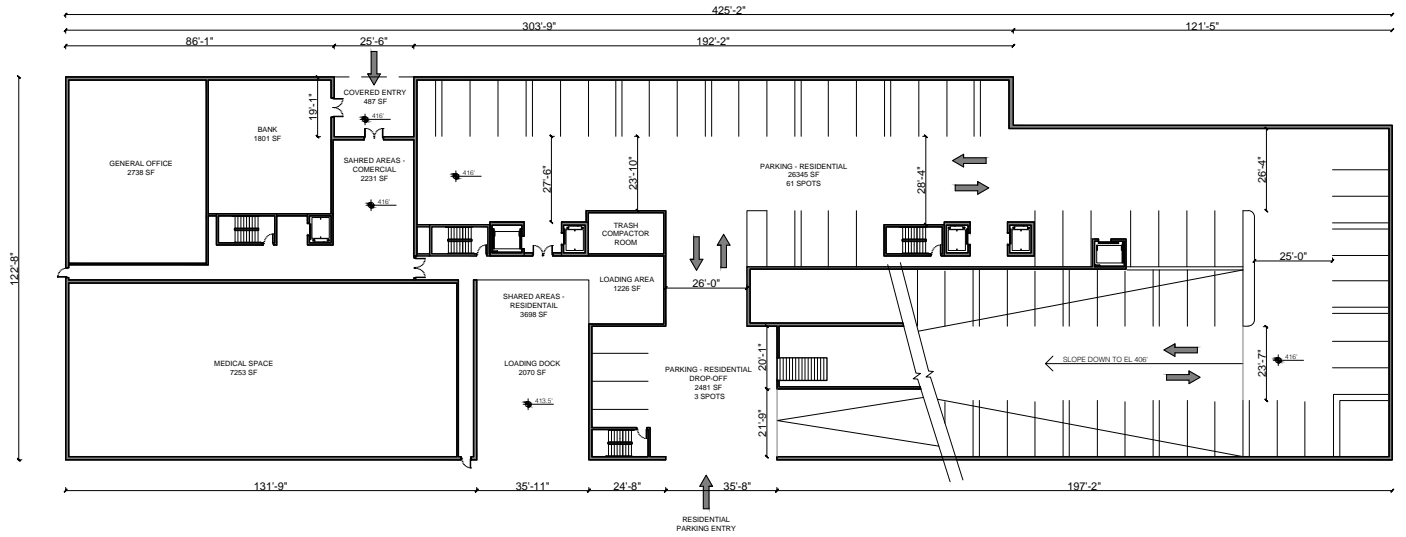 425'-2"
303'-9"
121'-5"
86'-1"
25'-6"
192'-2"
122'-8"
19'-1"
COVERED ENTRY
487 SF
416'
BANK
1801 SF
GENERAL OFFICE
2738 SF
SAHRED AREAS -
COMERCIAL
2231 SF
416'
416'
27'-6"
23'-10"
PARKING - RESIDENTIAL
26345 SF
61 SPOTS
28'-4"
26'-4"
TRASH
COMPACTOR
ROOM
LOADING AREA
1226 SF
26'-0"
25'-0"
SHARED AREAS -
RESIDENTAIL
3698 SF
MEDICAL SPACE
7253 SF
LOADING DOCK
2070 SF
413.5'
PARKING - RESIDENTIAL
DROP-OFF
2481 SF
3 SPOTS
20'-1"
21'-9"
SLOPE DOWN TO EL 406'
23'-7"
416'
131'-9"
35'-11"
24'-8"
35'-8"
197'-2"
RESIDENTIAL
PARKING ENTRY